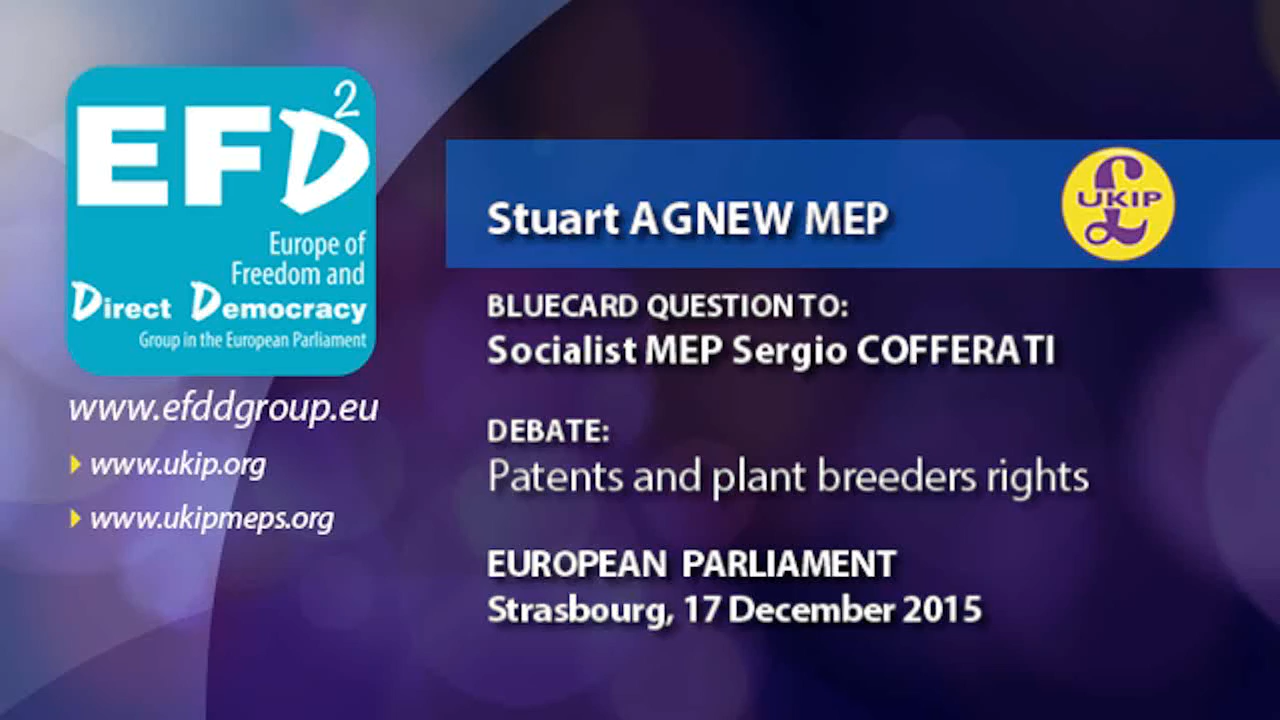 EFD2
Europe of
Freedom and
Direct Democracy
Group in the European Parliament
www.efddgroup.eu
www.ukip.org
www.ukipmeps.org
Stuart AGNEW MEP
£
UKIP
BLUECARD QUESTION TO:
Socialist MEP Sergio COFFERATI
DEBATE:
Patents and plant breeders rights
EUROPEAN PARLIAMENT
Strasbourg, 17 December 2015